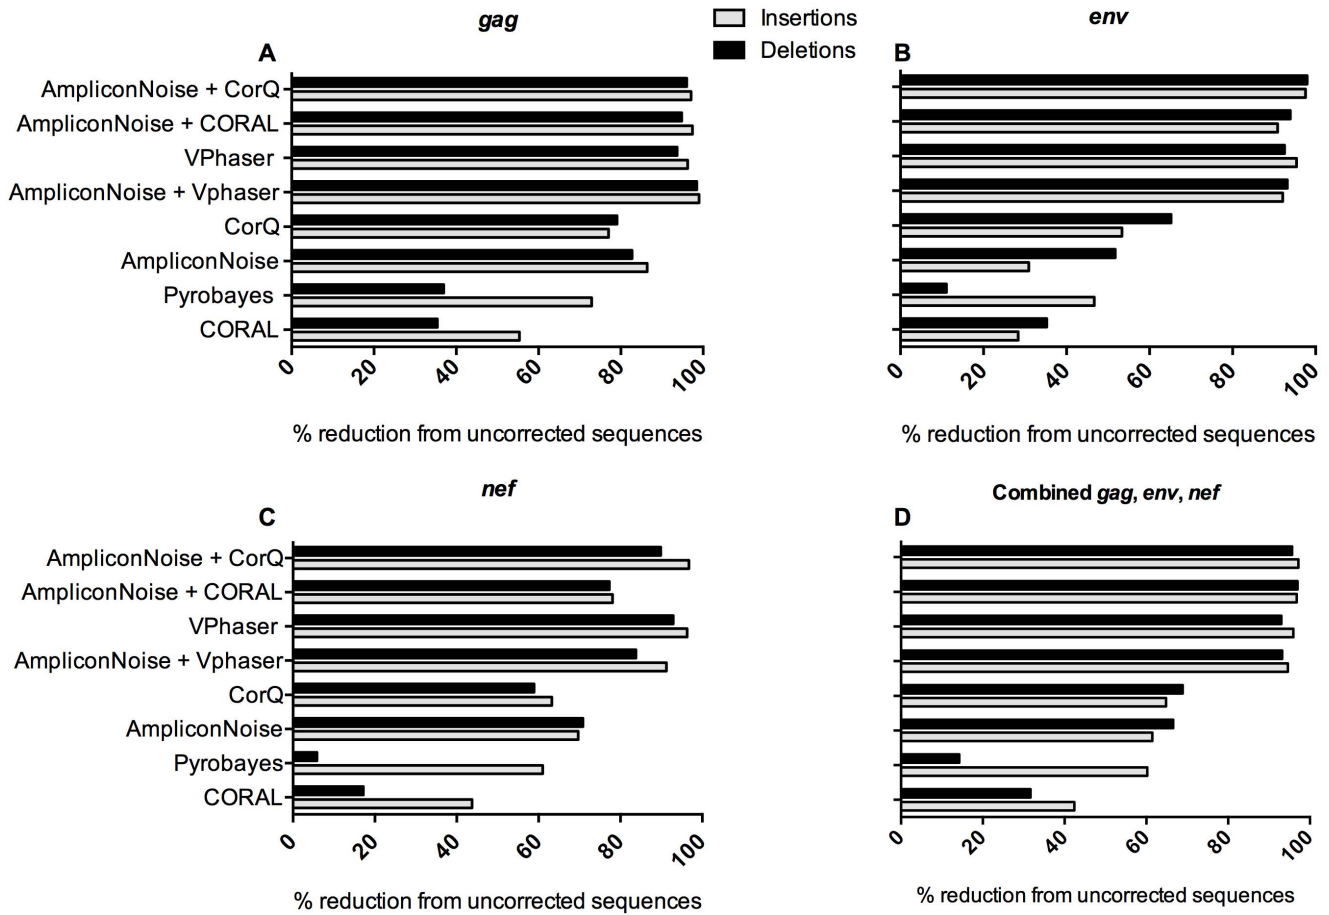 gag
Insertions
Deletions
env
A
B
AmpliconNoise + CorQ
AmpliconNoise + CORAL
VPhaser
AmpliconNoise + Vphaser
CorQ
AmpliconNoise
Pyrobayes
CORAL
0 20 40 60 80 100
0 20 40 60 80 100
% reduction from uncorrected sequences
% reduction from uncorrected sequences
nef
Combined gag, env, nef
C
D
AmpliconNoise + CorQ
AmpliconNoise + CORAL
VPhaser
AmpliconNoise + Vphaser
CorQ
AmpliconNoise
Pyrobayes
CORAL
0 20 40 60 80 100
0 20 40 60 80 100
% reduction from uncorrected sequences
% reduction from uncorrected sequences